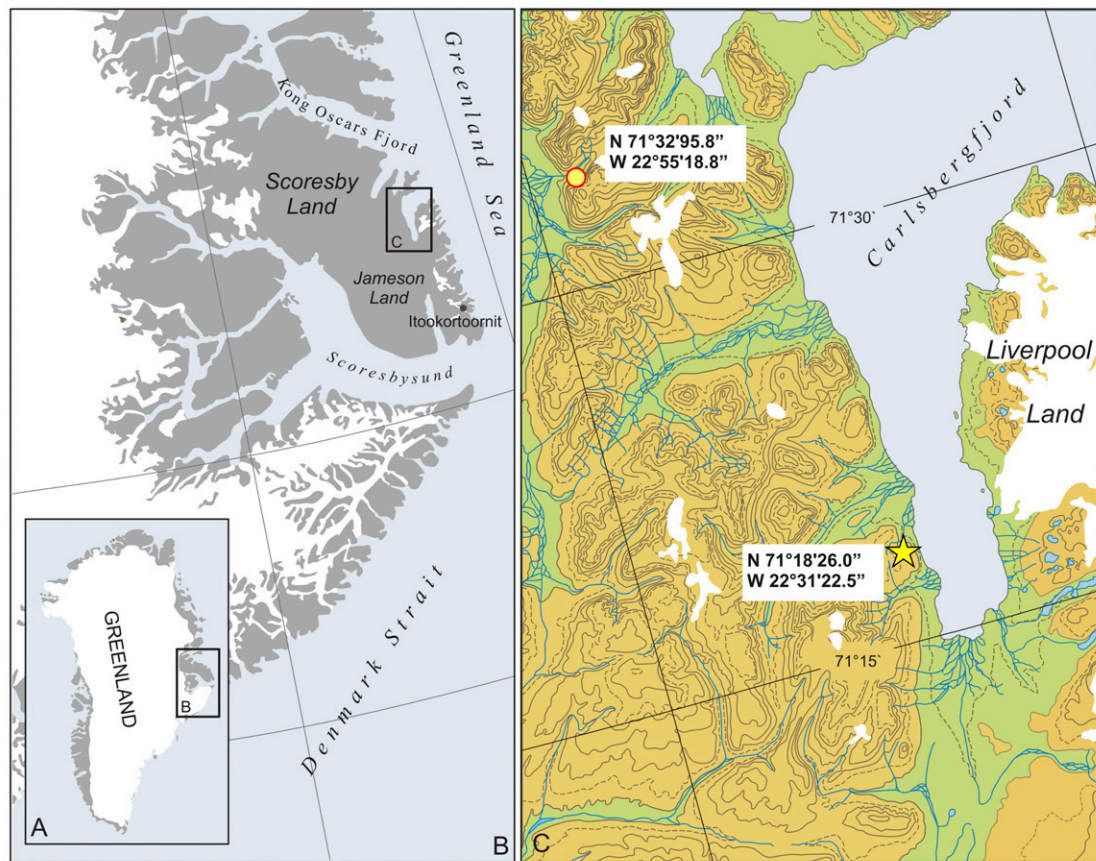 Greenland Sea
Kong Oscars Fjord
Scoresby
Land
C
Jameson
Land
Itookortoornit
Scoresbysund
Denmark Strait
GREENLAND
B
A
B
N 71°32'95.8”
W 22°55'18.8”
71°30`
Carlsbergfjord
Liverpool
Land
N 71°18'26.0”
W 22°31'22.5”
71°15`
C